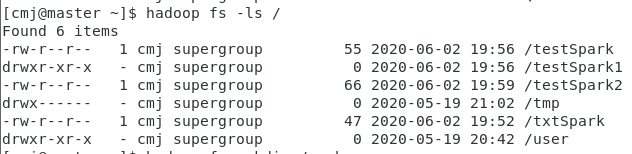 [cmj@master ~]$ hadoop fs -ls /
Found 6 items
-rw-r--r--   1 cmj supergroup         55 2020-06-02 19:56 /testSpark
drwxr-xr-x   - cmj supergroup          0 2020-06-02 19:56 /testSpark1
-rw-r--r--   1 cmj supergroup         66 2020-06-02 19:59 /testSpark2
drwx------   - cmj supergroup          0 2020-05-19 21:02 /tmp
-rw-r--r--   1 cmj supergroup         47 2020-06-02 19:52 /txtSpark
drwxr-xr-x   - cmj supergroup          0 2020-05-19 20:42 /user